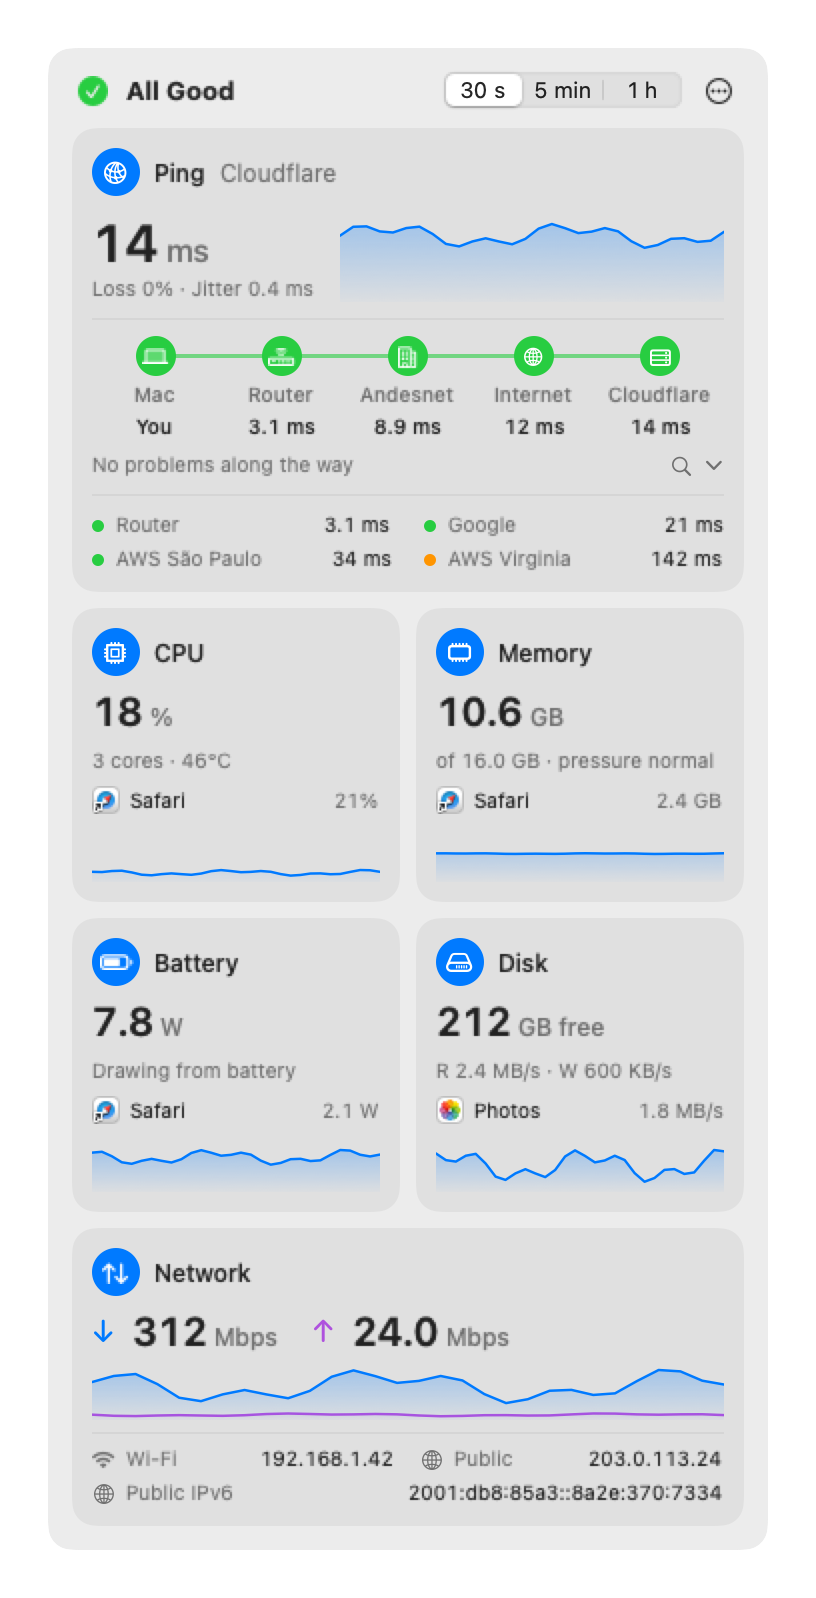 All Good 30 s 5 min 1 h
Ping Cloudflare
14 ms
Loss 0% · Jitter 0.4 ms
Mac Router Andesnet Internet Cloudflare
You 3.1 ms 8.9 ms 12 ms 14 ms
No problems along the way
Router 3.1 ms Google 21 ms
AWS São Paulo 34 ms AWS Virginia 142 ms
CPU
18 %
3 cores · 46°C
Safari 21%
Memory
10.6 GB
of 16.0 GB · pressure normal
Safari 2.4 GB
Battery
7.8 W
Drawing from battery
Safari 2.1 W
Disk
212 GB free
R 2.4 MB/s · W 600 KB/s
Photos 1.8 MB/s
Network
312 Mbps 24.0 Mbps
Wi-Fi 192.168.1.42 Public 203.0.113.24
Public IPv6 2001:db8:85a3::8a2e:370:7334